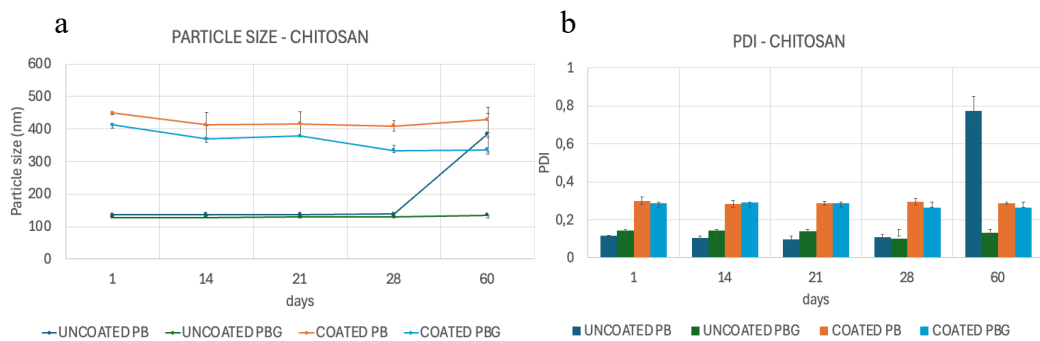 a
PARTICLE SIZE - CHITOSAN
Particle size (nm)
600
500
400
300
200
100
0
1 14 21 28 60
days
UNCOATED PB UNCOATED PBG COATED PB COATED PBG
b
PDI - CHITOSAN
PDI
1
0,8
0,6
0,4
0,2
0
1 14 21 28 60
days
UNCOATED PB UNCOATED PBG COATED PB COATED PBG